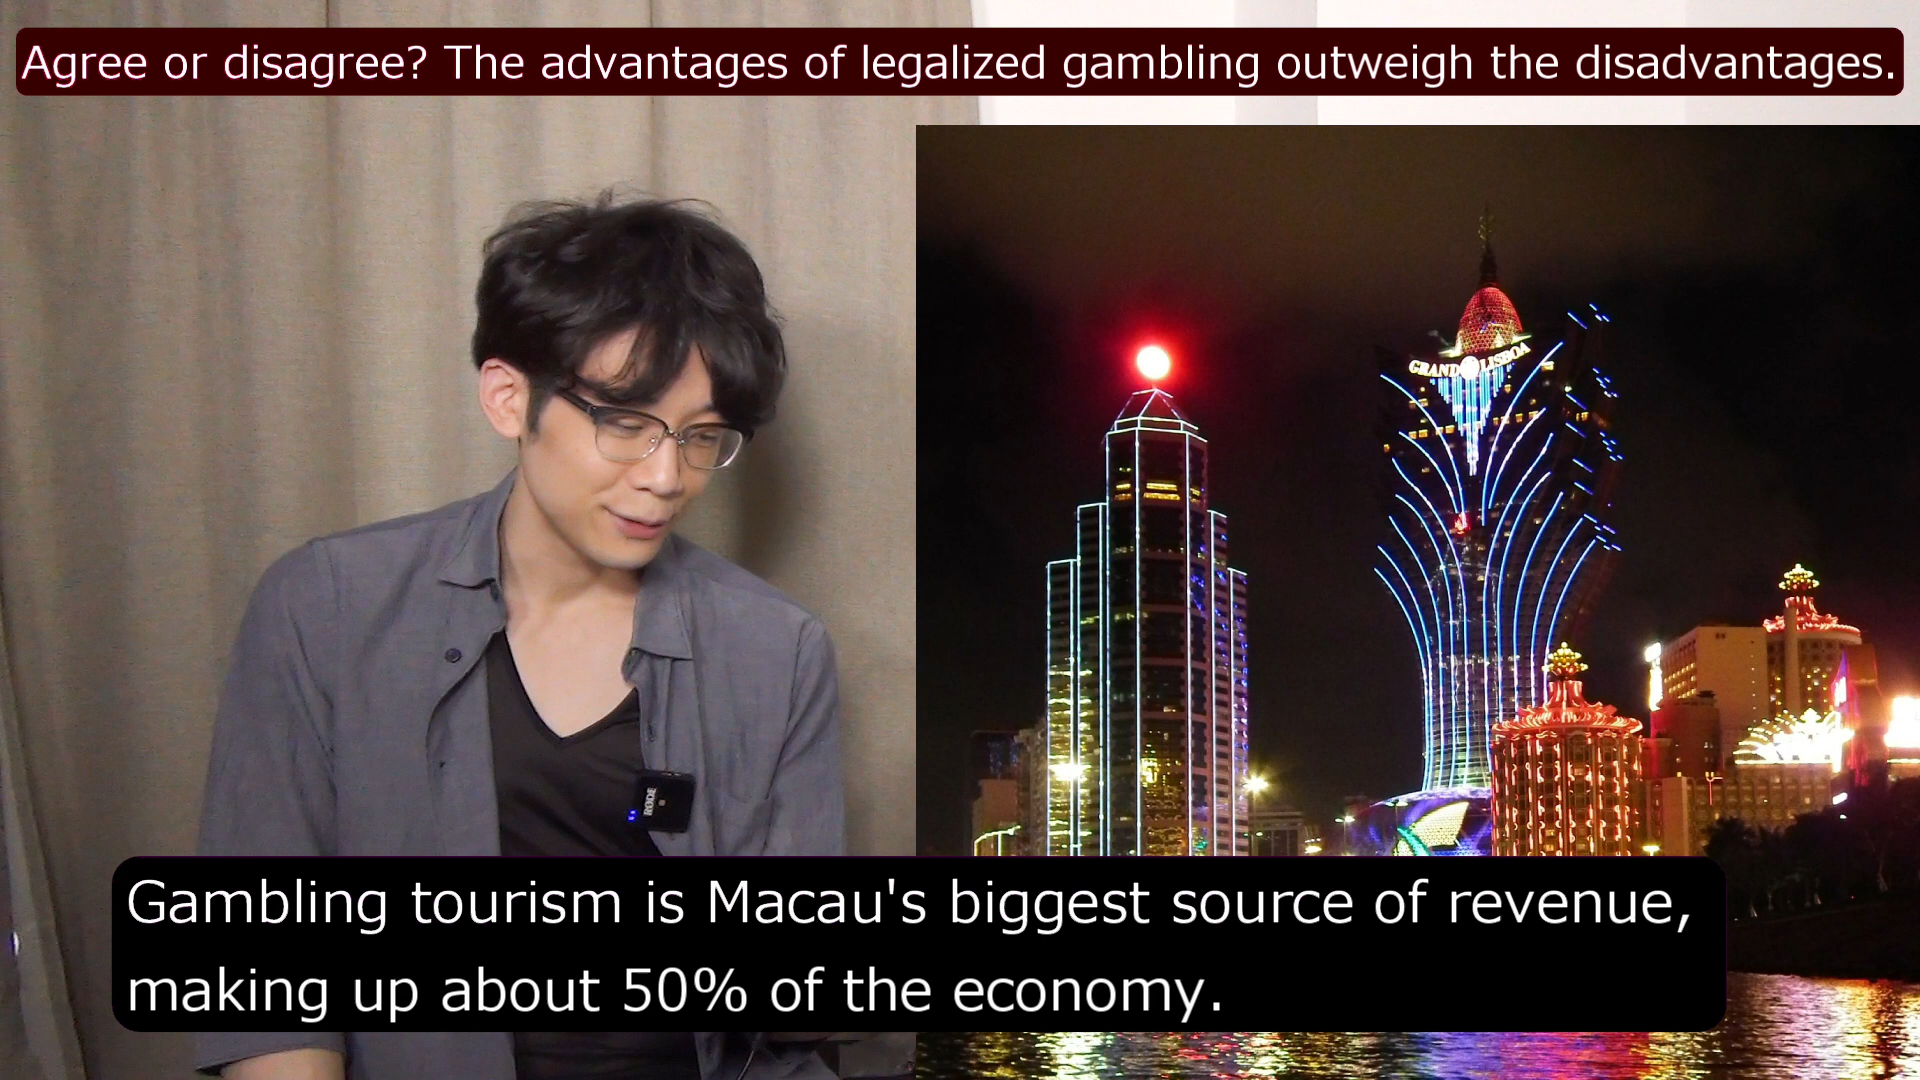 Agree or disagree? The advantages of legalized gambling outweigh the disadvantages.
GRAND LISBOA
RØDE
Gambling tourism is Macau's biggest source of revenue,
making up about 50% of the economy.